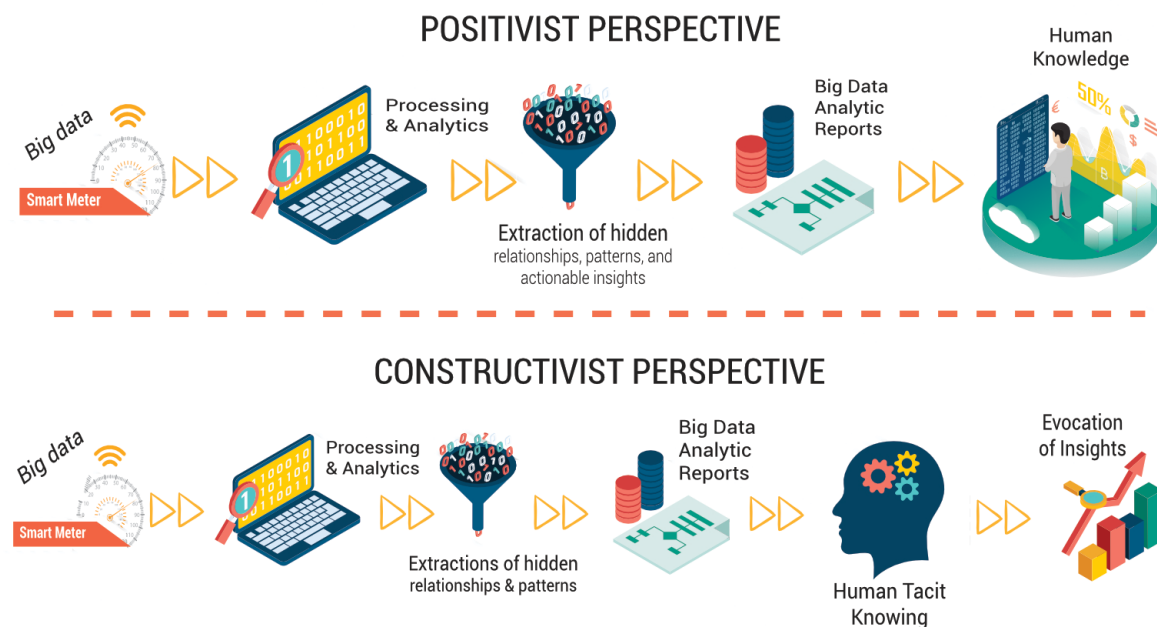 POSITIVIST PERSPECTIVE
Big data
Smart Meter
Processing
& Analytics
Extraction of hidden
relationships, patterns, and
actionable insights
Big Data
Analytic
Reports
Human
Knowledge
50%
CONSTRUCTIVIST PERSPECTIVE
Big data
Smart Meter
Processing
& Analytics
Extractions of hidden
relationships & patterns
Big Data
Analytic
Reports
Human Tacit
Knowing
Evocation
of Insights